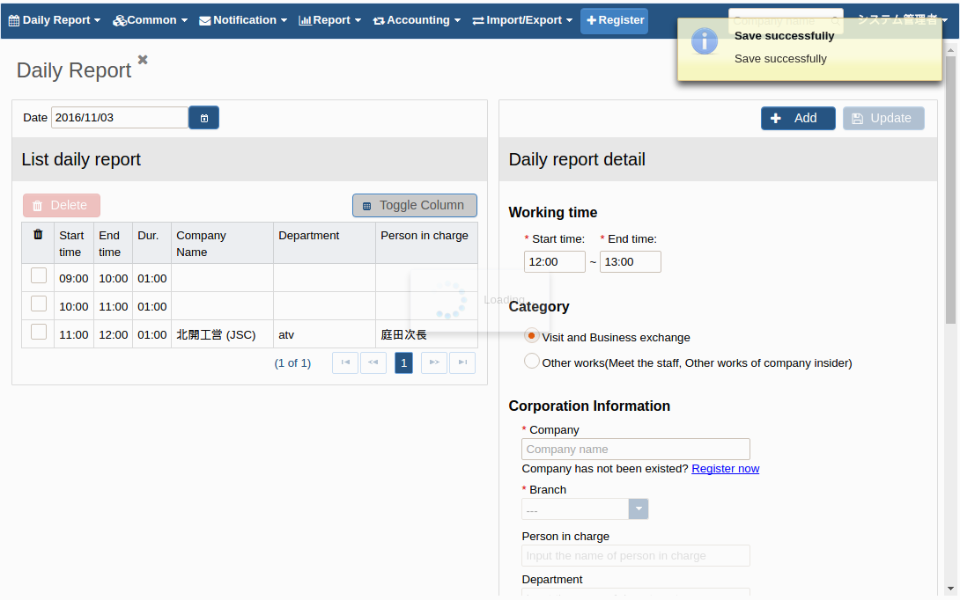 Daily Report Common Notification Report Accounting Import/Export Register Company name システム管理者
Save successfully
Save successfully
Daily Report
Date 2016/11/03
Add Update
List daily report
Daily report detail
Delete Toggle Column
Start time End time Dur. Company Name Department Person in charge
09:00 10:00 01:00
10:00 11:00 01:00
11:00 12:00 01:00 北開工営 (JSC) atv 庭田次長
(1 of 1) 1
Loading
Working time
* Start time: * End time:
12:00 ~ 13:00
Category
Visit and Business exchange
Other works(Meet the staff, Other works of company insider)
Corporation Information
* Company
Company name
Company has not been existed? Register now
* Branch
---
Person in charge
Input the name of person in charge
Department